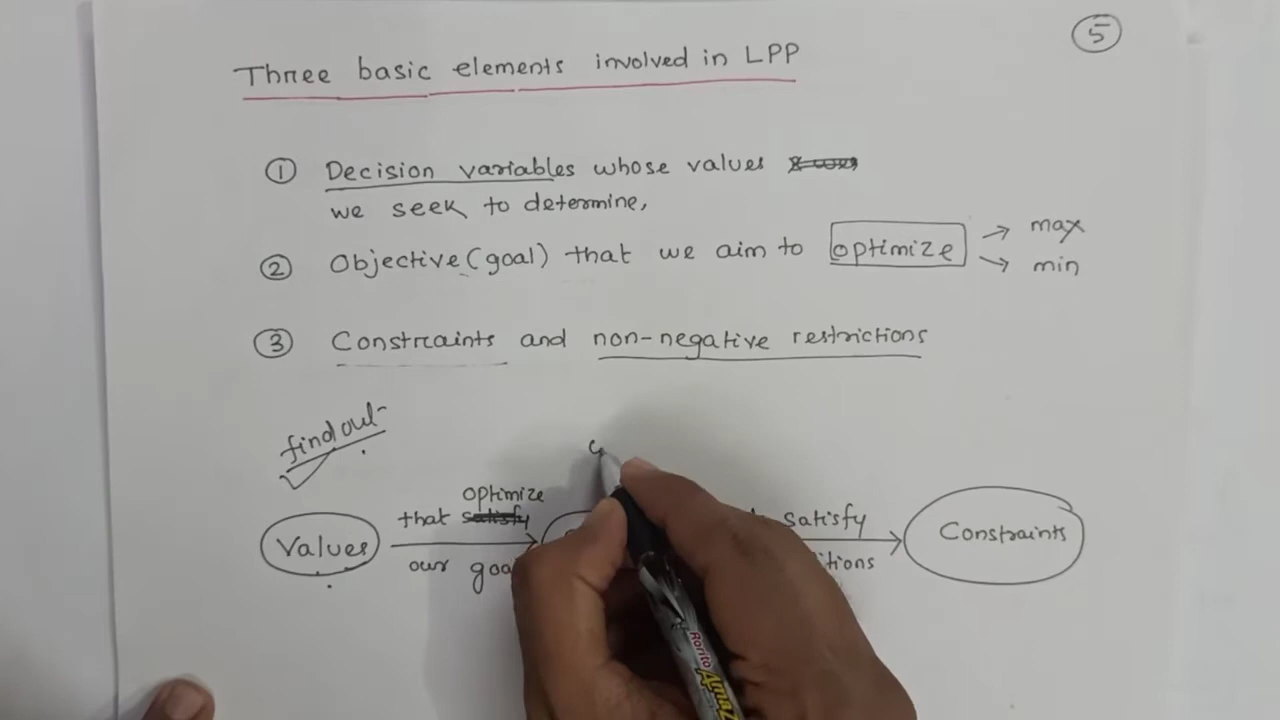 5
Three basic elements involved in LPP
① Decision variables whose values
we seek to determine,
② Objective (goal) that we aim to optimize → max
→ min
③ Constraints and non-negative restrictions
find out
optimize
Values that satisfy satisfy Constraints
our
Rorito